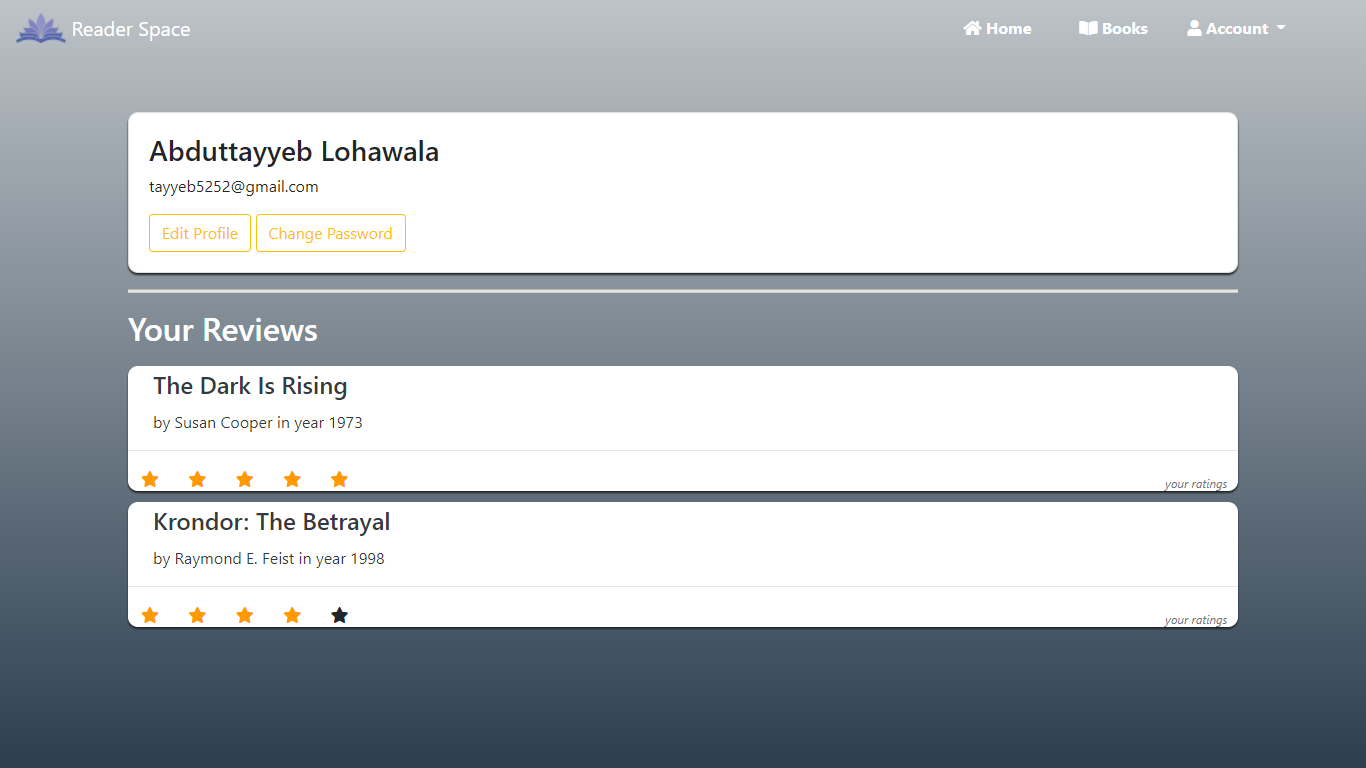 Reader Space
Home
Books
Account
Abduttayyeb Lohawala
tayyeb5252@gmail.com
Edit Profile
Change Password
Your Reviews
The Dark Is Rising
by Susan Cooper in year 1973
your ratings
Krondor: The Betrayal
by Raymond E. Feist in year 1998
your ratings